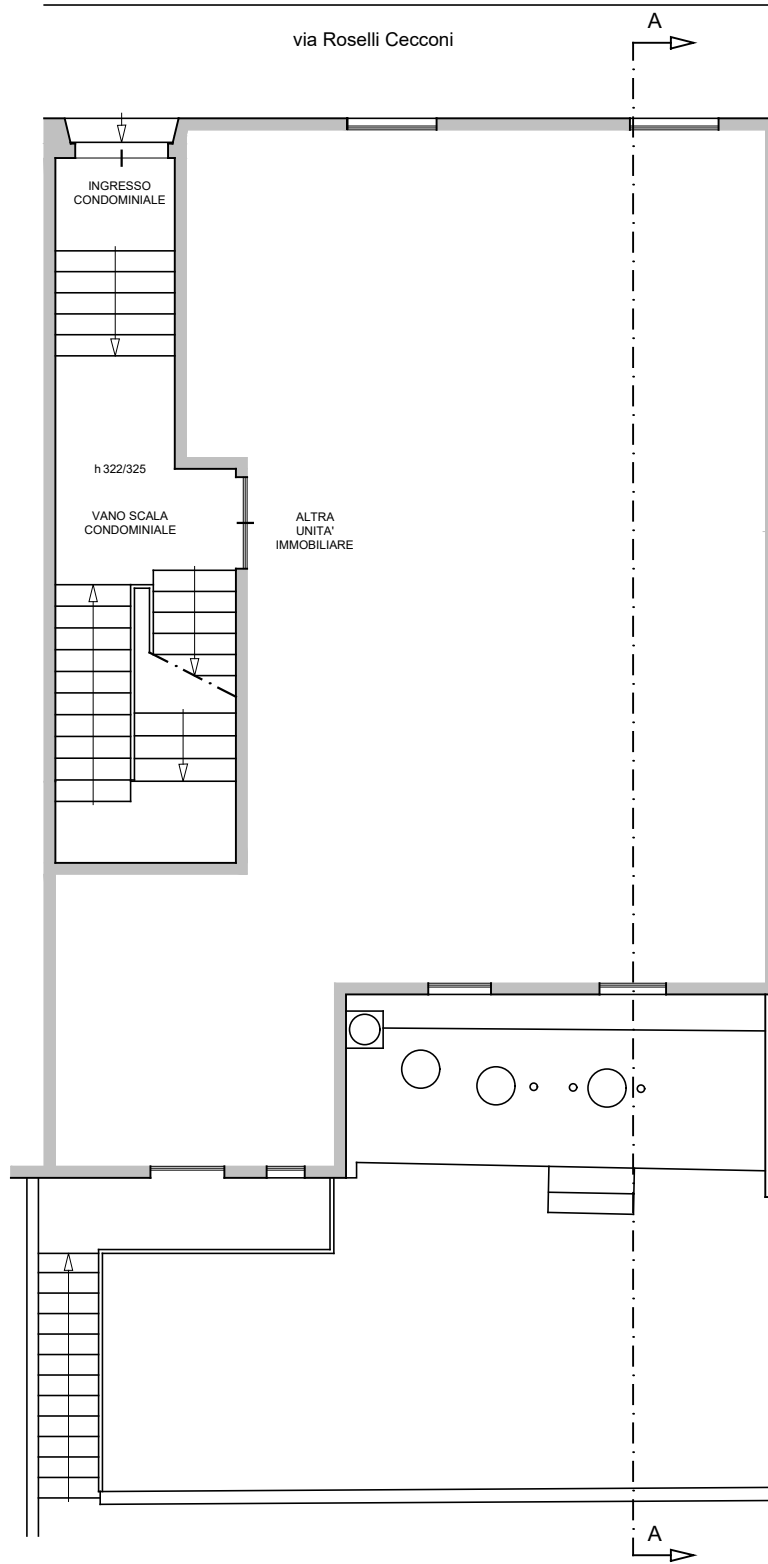 A
via Roselli Cecconi
INGRESSO
CONDOMINIALE
h 322/325
VANO SCALA
CONDOMINIALE
ALTRA
UNITA'
IMMOBILIARE
A